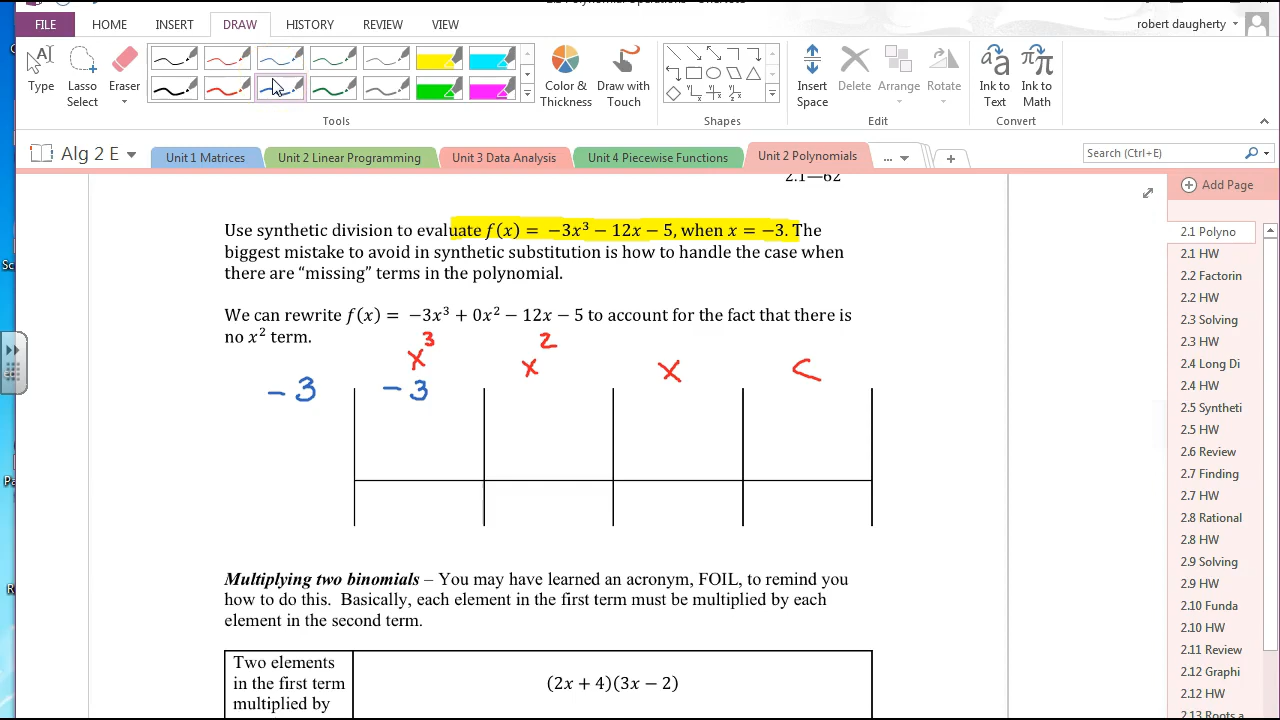 robert daugherty
FILE HOME INSERT DRAW HISTORY REVIEW VIEW
Type
Lasso Select
Eraser
Color & Thickness
Draw with Touch
Insert Space
Delete
Arrange
Rotate
Ink to Text
Ink to Math
Tools
Shapes
Edit
Convert
Alg 2 E
Unit 1 Matrices
Unit 2 Linear Programming
Unit 3 Data Analysis
Unit 4 Piecewise Functions
Unit 2 Polynomials
...
Search (Ctrl+E)
2.1—62
Use synthetic division to evaluate f(x) = −3x³ − 12x − 5, when x = −3. The
biggest mistake to avoid in synthetic substitution is how to handle the case when
there are “missing” terms in the polynomial.
We can rewrite f(x) = −3x³ + 0x² − 12x − 5 to account for the fact that there is
no x² term.
x³ x² x C
-3 -3
Multiplying two binomials – You may have learned an acronym, FOIL, to remind you
how to do this. Basically, each element in the first term must be multiplied by each
element in the second term.
Two elements
in the first term
multiplied by
(2x + 4)(3x − 2)
Add Page
2.1 Polyno
2.1 HW
2.2 Factorin
2.2 HW
2.3 Solving
2.3 HW
2.4 Long Di
2.4 HW
2.5 Syntheti
2.5 HW
2.6 Review
2.7 Finding
2.7 HW
2.8 Rational
2.8 HW
2.9 Solving
2.9 HW
2.10 Funda
2.10 HW
2.11 Review
2.12 Graphi
2.12 HW
2.13 Roots a